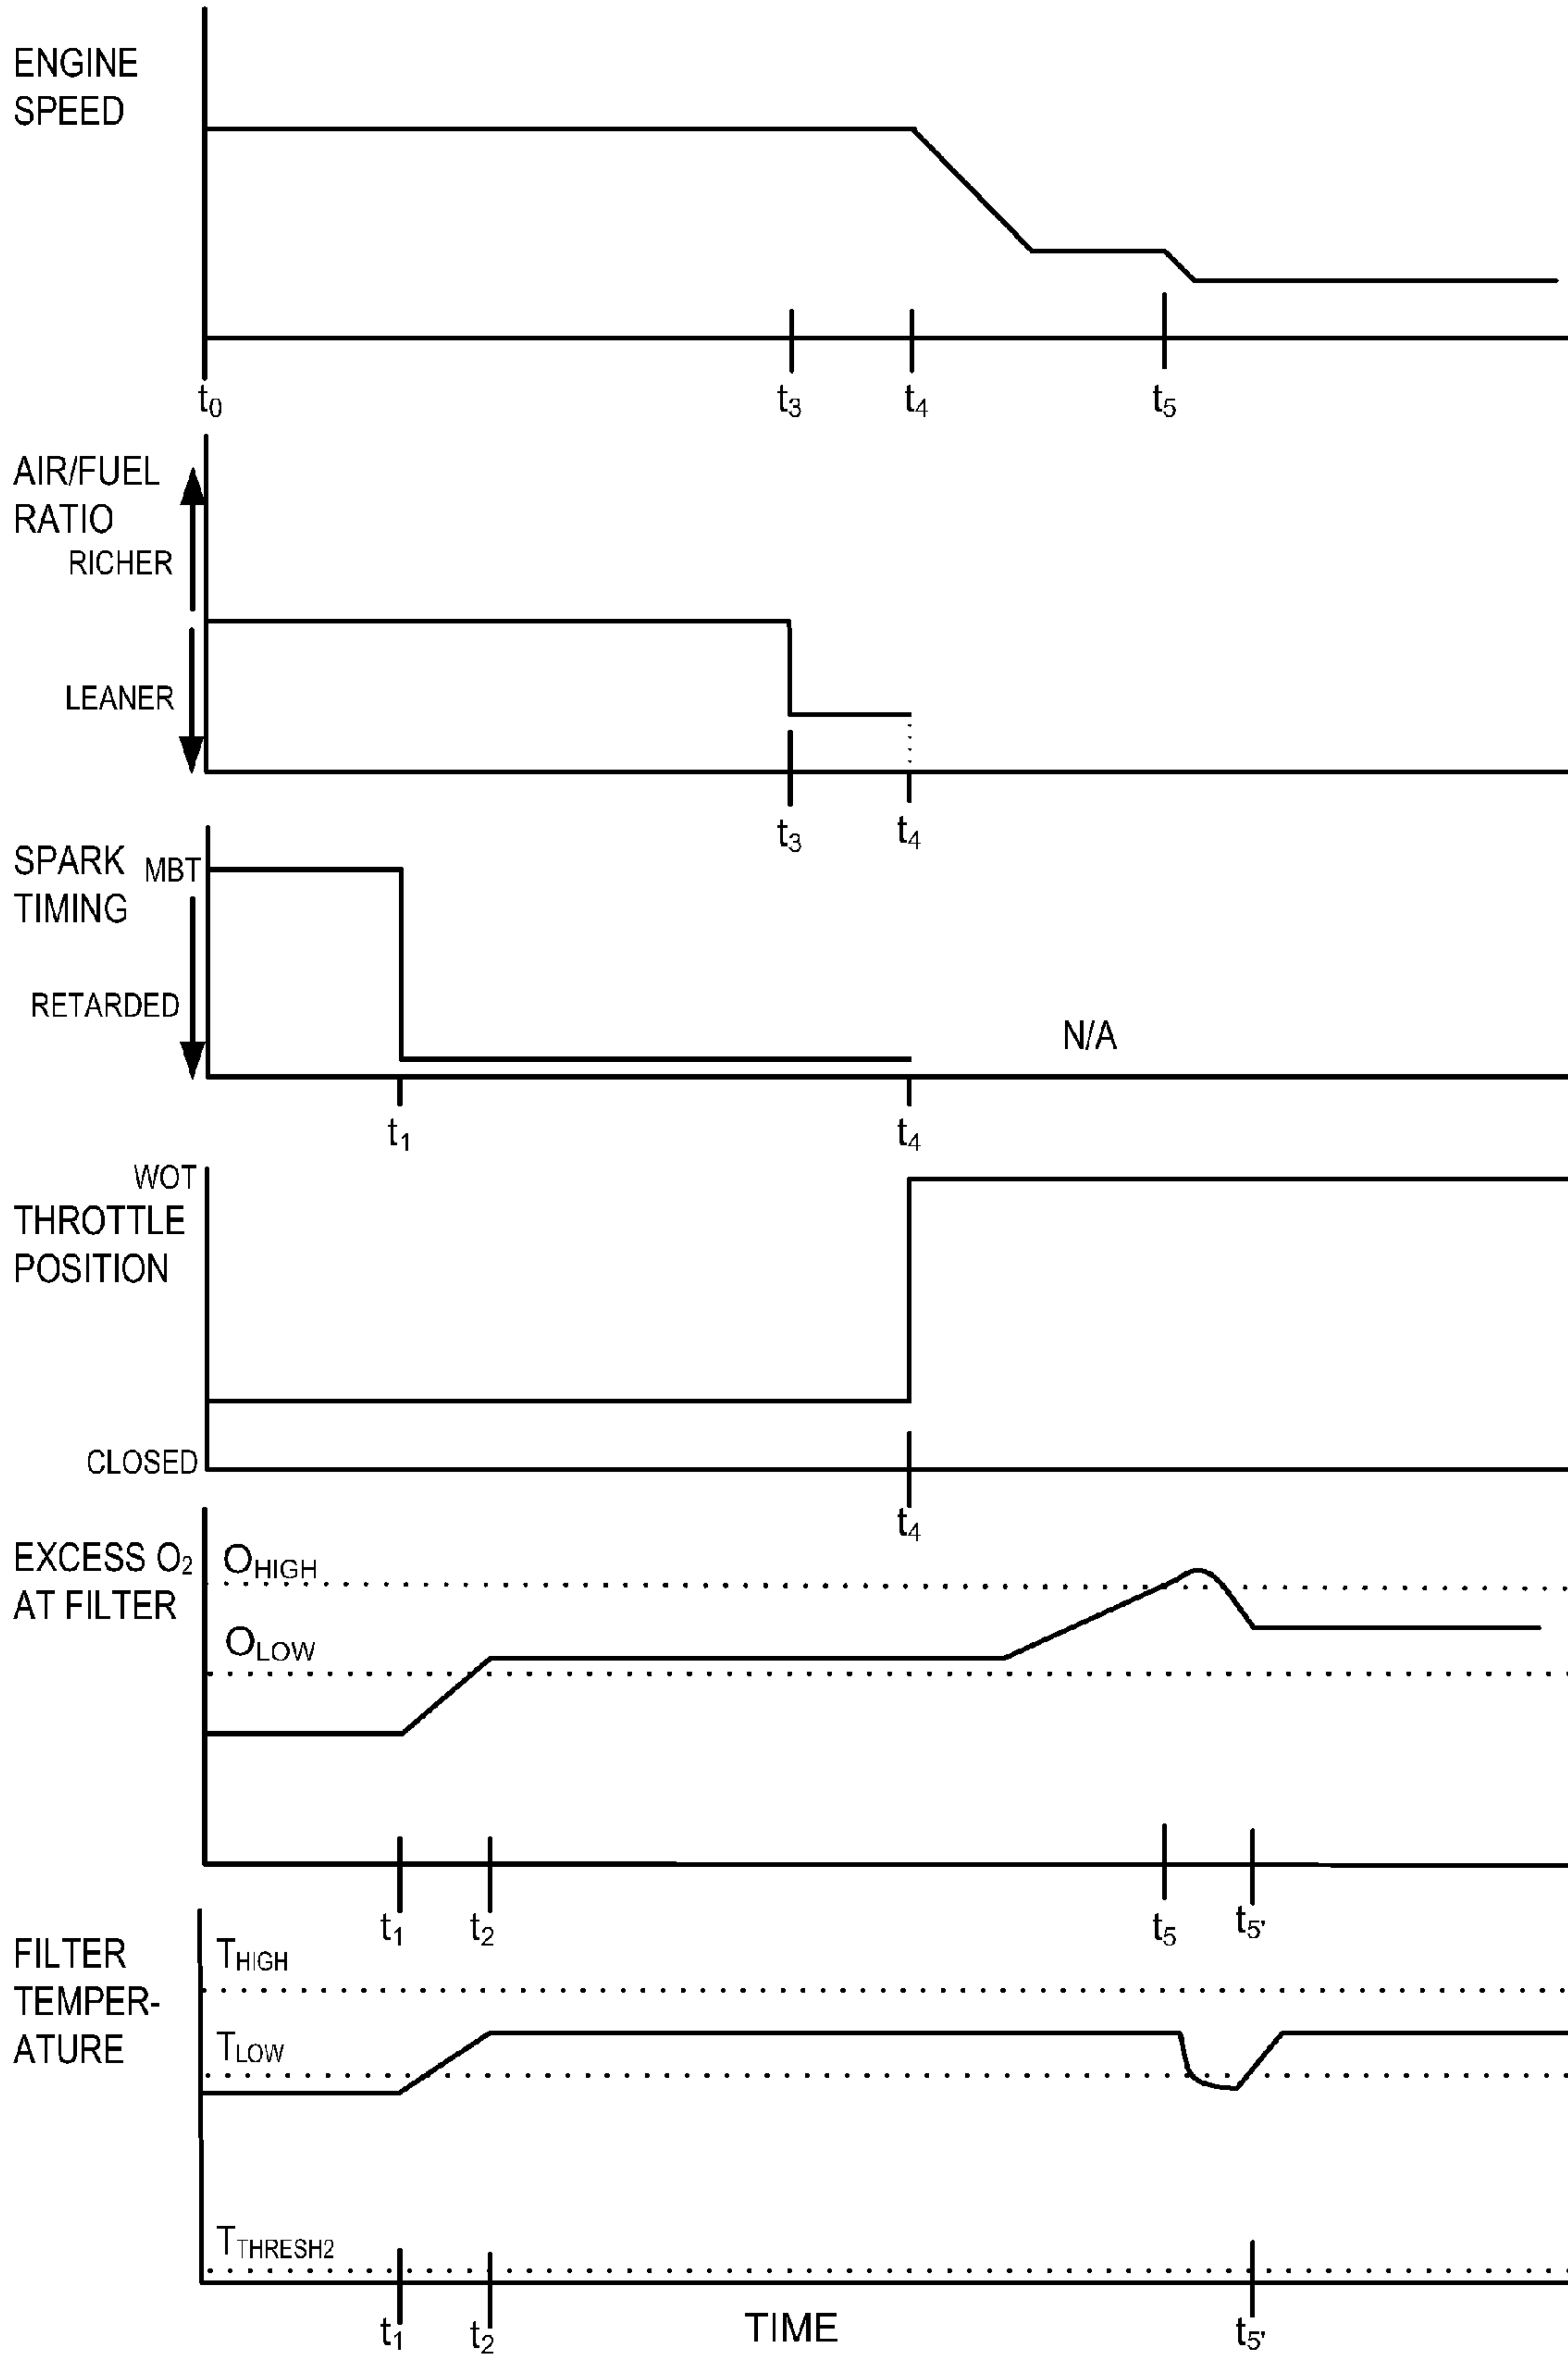 ENGINE
SPEED
t0
t3
t4
t5
AIR/FUEL
RATIO
RICHER
LEANER
t3
t4
SPARK
TIMING
MBT
RETARDED
N/A
t1
t4
WOT
THROTTLE
POSITION
CLOSED
t4
EXCESS O2
AT FILTER
OHIGH
OLOW
t1
t2
t5
t5'
FILTER
TEMPER-
ATURE
THIGH
TLOW
TTHRESH2
t1
t2
TIME
t5'